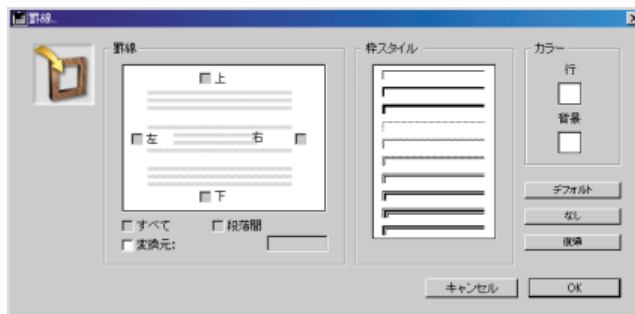 罫線...
罫線
上
左
右
下
すべて
段落間
変換元:
枠スタイル
カラー
行
背景
デフォルト
なし
復帰
キャンセル
OK